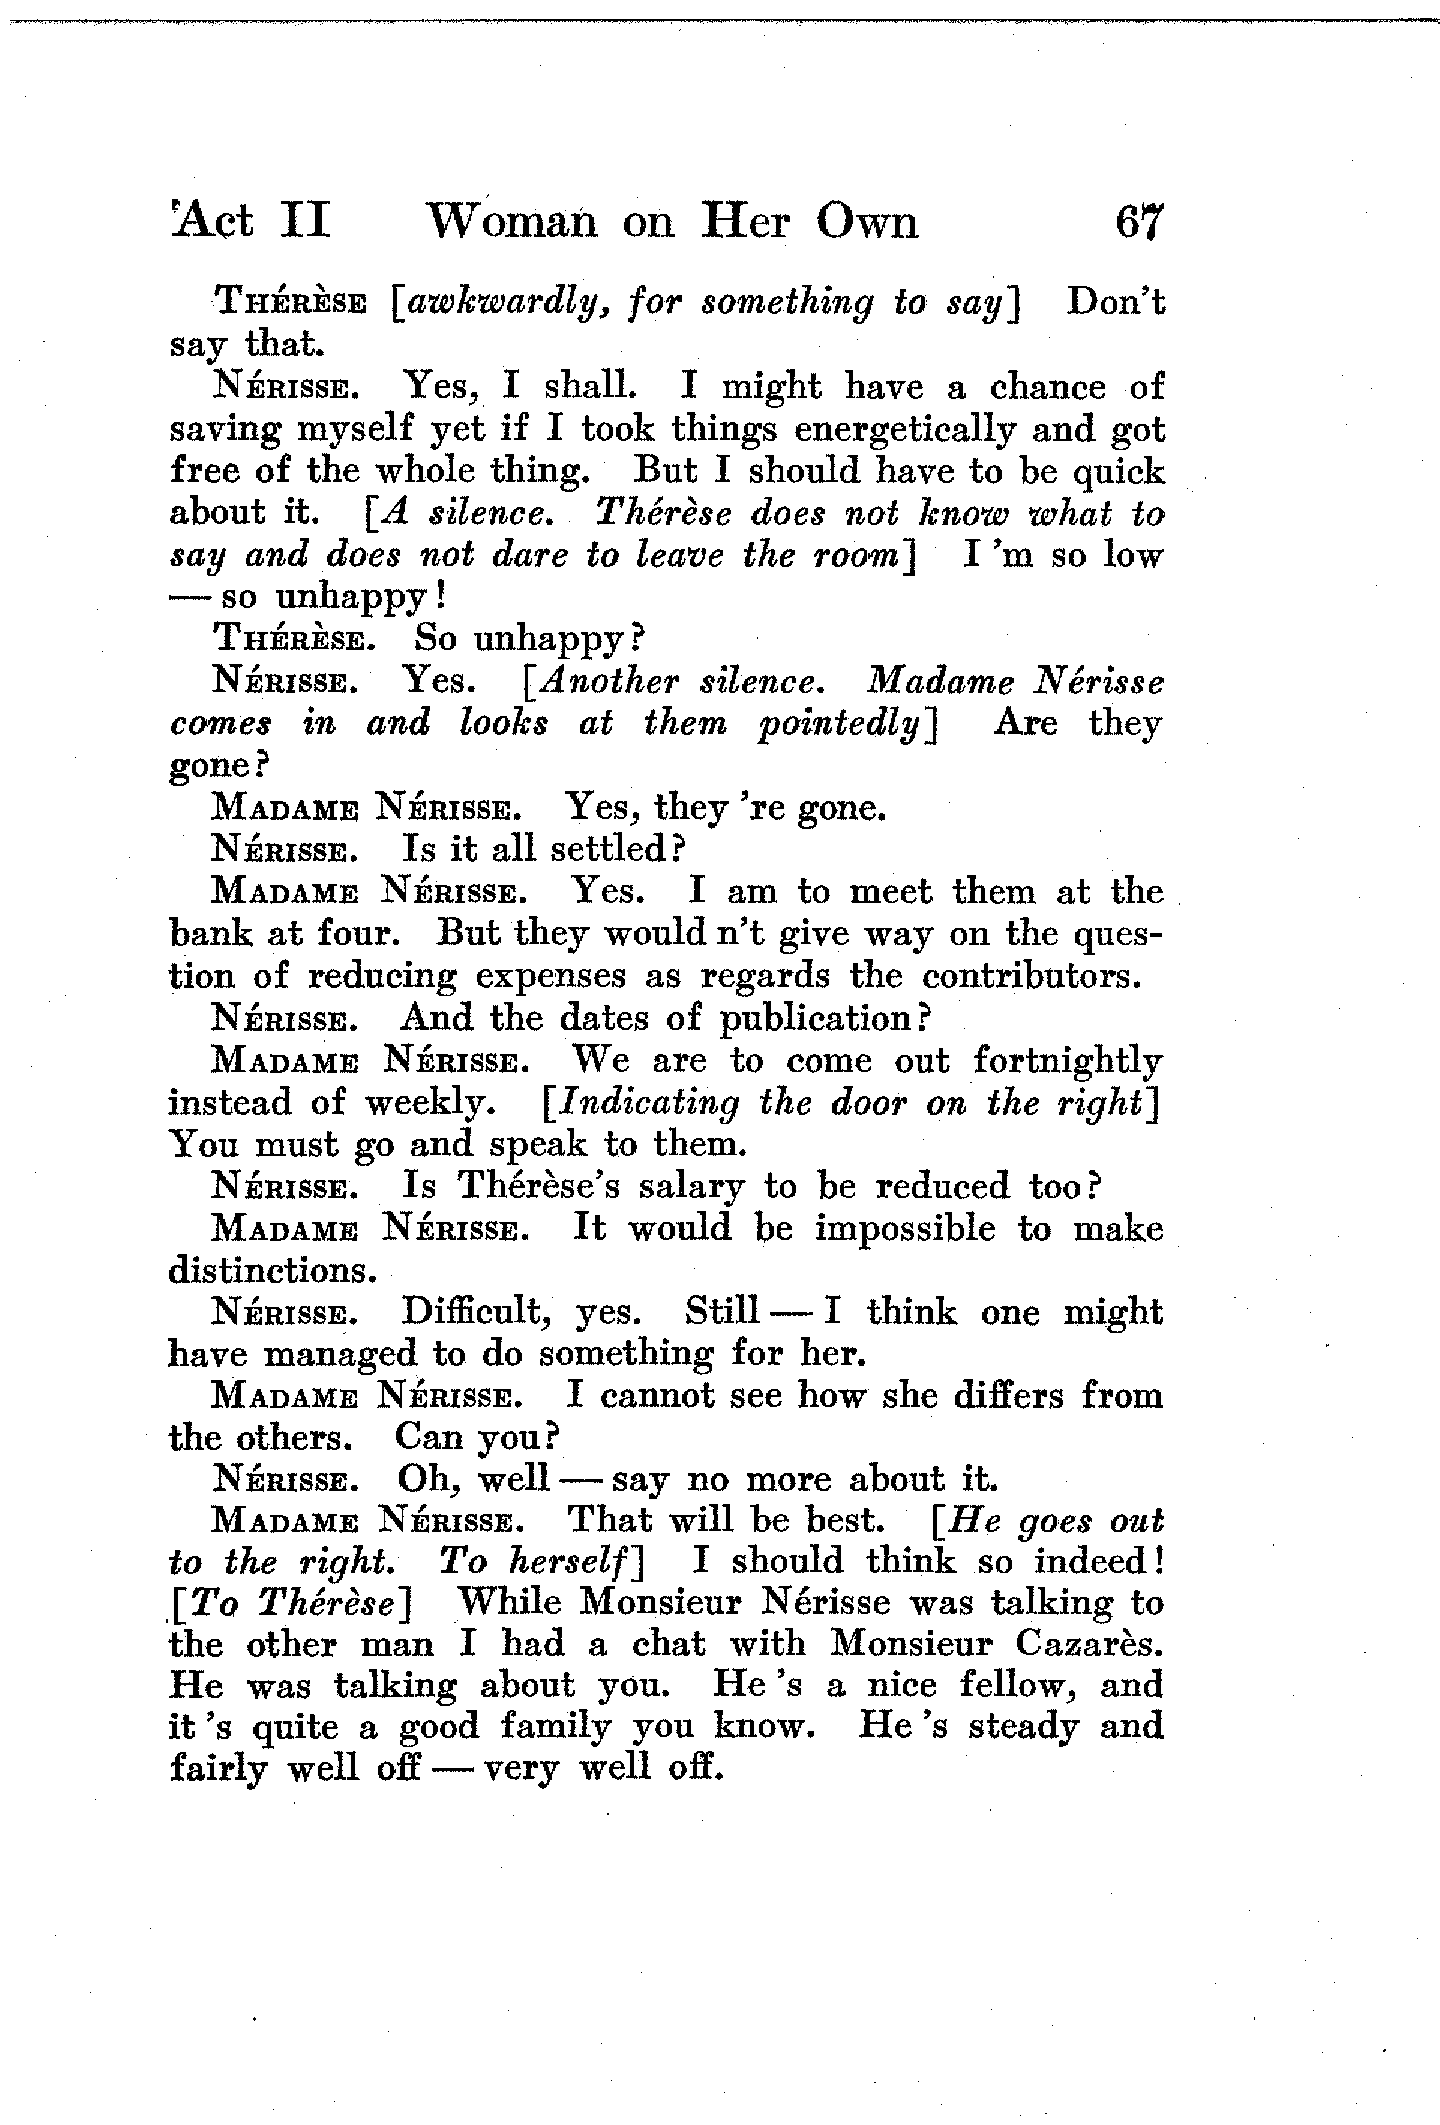 Act II Woman on Her Own 67
THÉRÈSE [awkwardly, for something to say] Don't
say that.
NÉRISSE. Yes, I shall. I might have a chance of
saving myself yet if I took things energetically and got
free of the whole thing. But I should have to be quick
about it. [A silence. Thérèse does not know what to
say and does not dare to leave the room] I 'm so low
— so unhappy!
THÉRÈSE. So unhappy?
NÉRISSE. Yes. [Another silence. Madame Nérisse
comes in and looks at them pointedly] Are they
gone?
MADAME NÉRISSE. Yes, they 're gone.
NÉRISSE. Is it all settled?
MADAME NÉRISSE. Yes. I am to meet them at the
bank at four. But they would n't give way on the ques-
tion of reducing expenses as regards the contributors.
NÉRISSE. And the dates of publication?
MADAME NÉRISSE. We are to come out fortnightly
instead of weekly. [Indicating the door on the right]
You must go and speak to them.
NÉRISSE. Is Thérèse's salary to be reduced too?
MADAME NÉRISSE. It would be impossible to make
distinctions.
NÉRISSE. Difficult, yes. Still — I think one might
have managed to do something for her.
MADAME NÉRISSE. I cannot see how she differs from
the others. Can you?
NÉRISSE. Oh, well — say no more about it.
MADAME NÉRISSE. That will be best. [He goes out
to the right. To herself] I should think so indeed!
[To Thérèse] While Monsieur Nérisse was talking to
the other man I had a chat with Monsieur Cazarès.
He was talking about you. He 's a nice fellow, and
it 's quite a good family you know. He 's steady and
fairly well off — very well off.